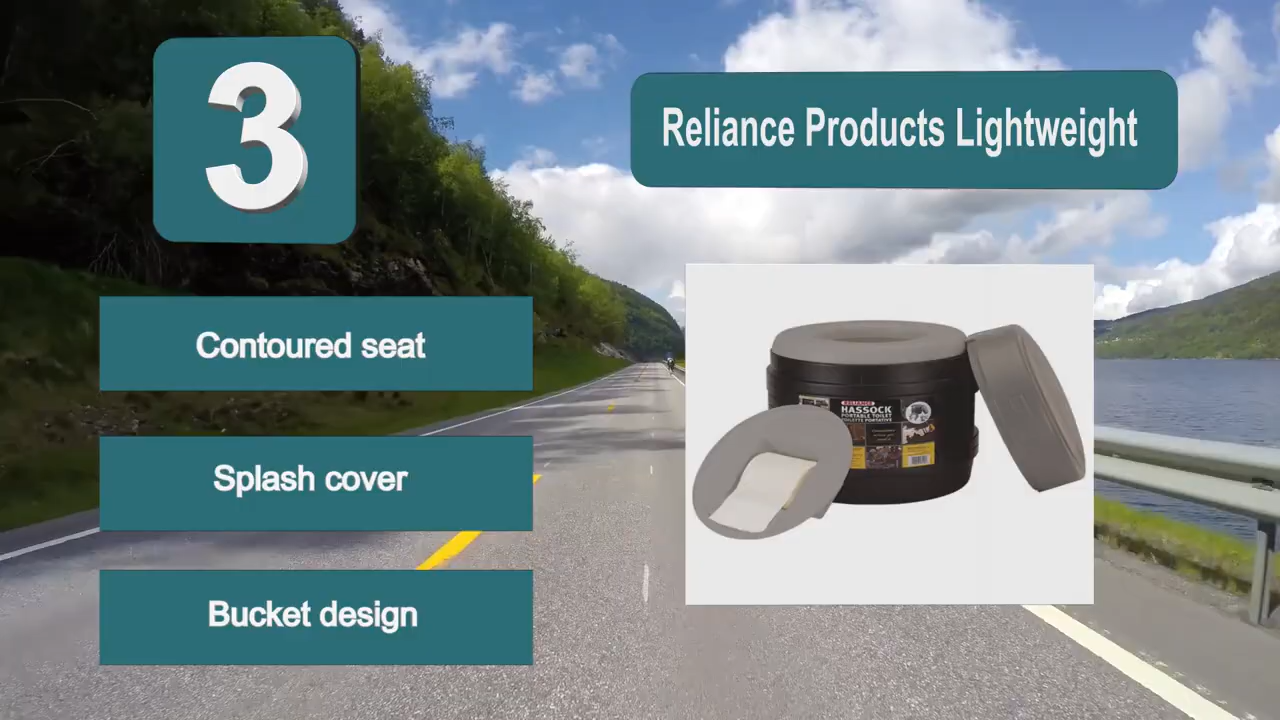 3
Reliance Products Lightweight
Contoured seat
Splash cover
Bucket design
RELIANCE
HASSOCK
PORTABLE TOILET
TOILETTE PORTATIVE